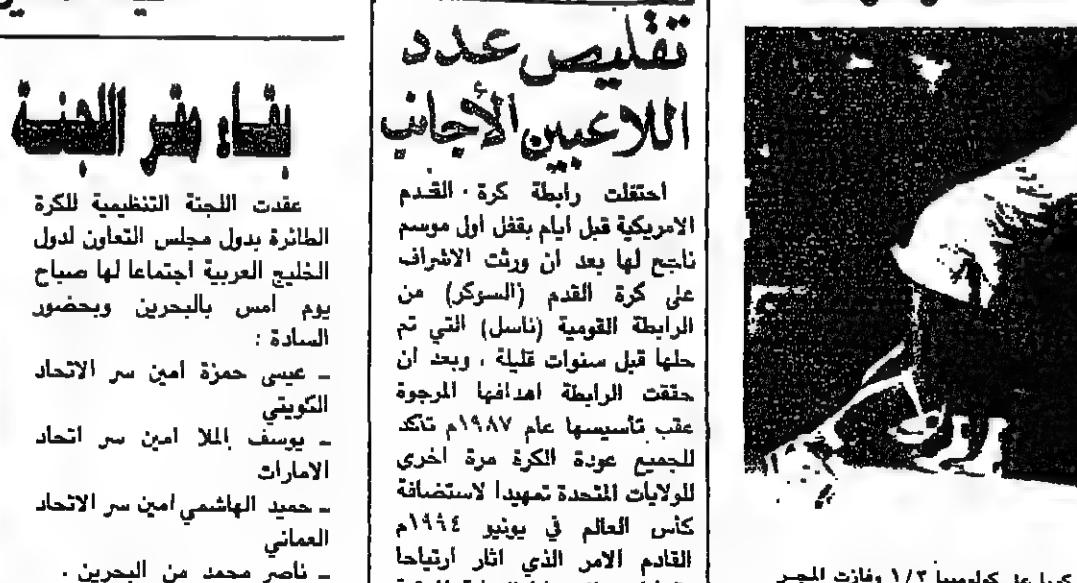 تقليص عدد
اللاعبين الأجانب
احتفلت رابطة كرة القدم
الامريكية قبل ايام بقفل اول موسم
ناجح لها بعد ان ورثت الاشراف
على كرة القدم (السوكر) من
الرابطة القومية (ناسل) التي تم
حلها قبل سنوات قليلة ، وبعد ان
حققت الرابطة اهدافها المرجوة
عقب تأسيسها عام ١٩٨٧م تاكد
للجميع عودة الكرة مرة اخرى
للولايات المتحدة تمهيدا لاستضافة
كأس العالم في يونيو ١٩٩٤م
القادم الامر الذي اثار ارتياحا
بقاء مقر اللجنة
عقدت اللجنة التنظيمية للكرة
الطائرة بدول مجلس التعاون لدول
الخليج العربية اجتماعا لها صباح
يوم امس بالبحرين وبحضور
السادة :
ـ عيسى حمزة امين سر الاتحاد
الكويتي
ـ يوسف الملا امين سر اتحاد
الامارات
ـ حميد الهاشمي امين سر الاتحاد
العماني
ـ ناصر محمد من البحرين .
على كولومبيا ١/٣ وفازت المجر